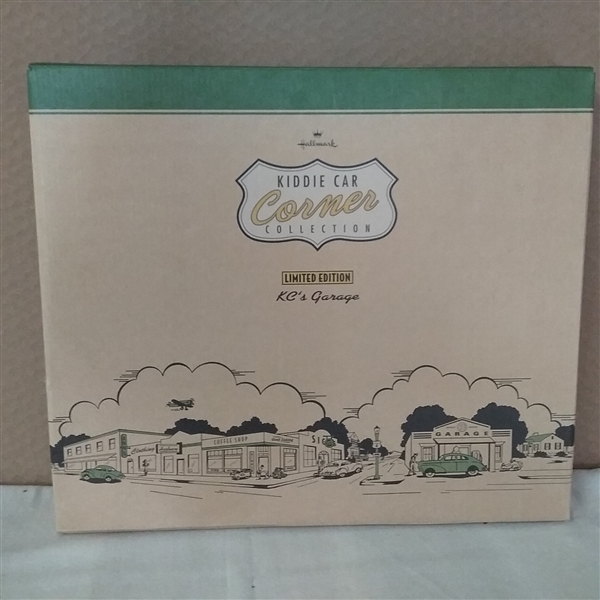 Hallmark
KIDDIE CAR
Corner
COLLECTION
LIMITED EDITION
KC's Garage
COFFEE SHOP
GARAGE